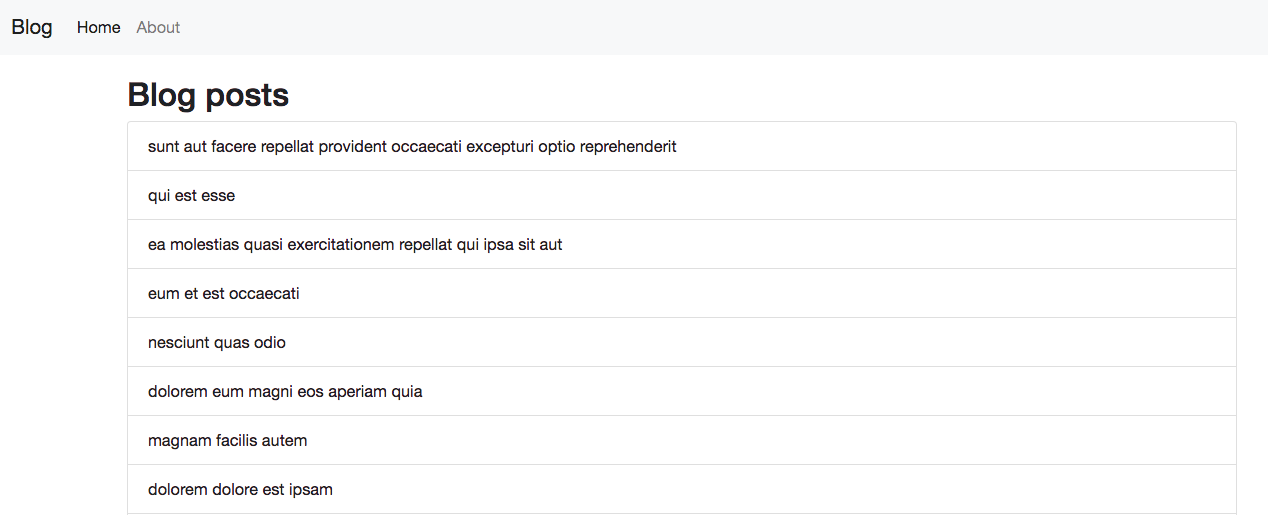 Blog Home About
Blog posts
sunt aut facere repellat provident occaecati excepturi optio reprehenderit
qui est esse
ea molestias quasi exercitationem repellat qui ipsa sit aut
eum et est occaecati
nesciunt quas odio
dolorem eum magni eos aperiam quia
magnam facilis autem
dolorem dolore est ipsam